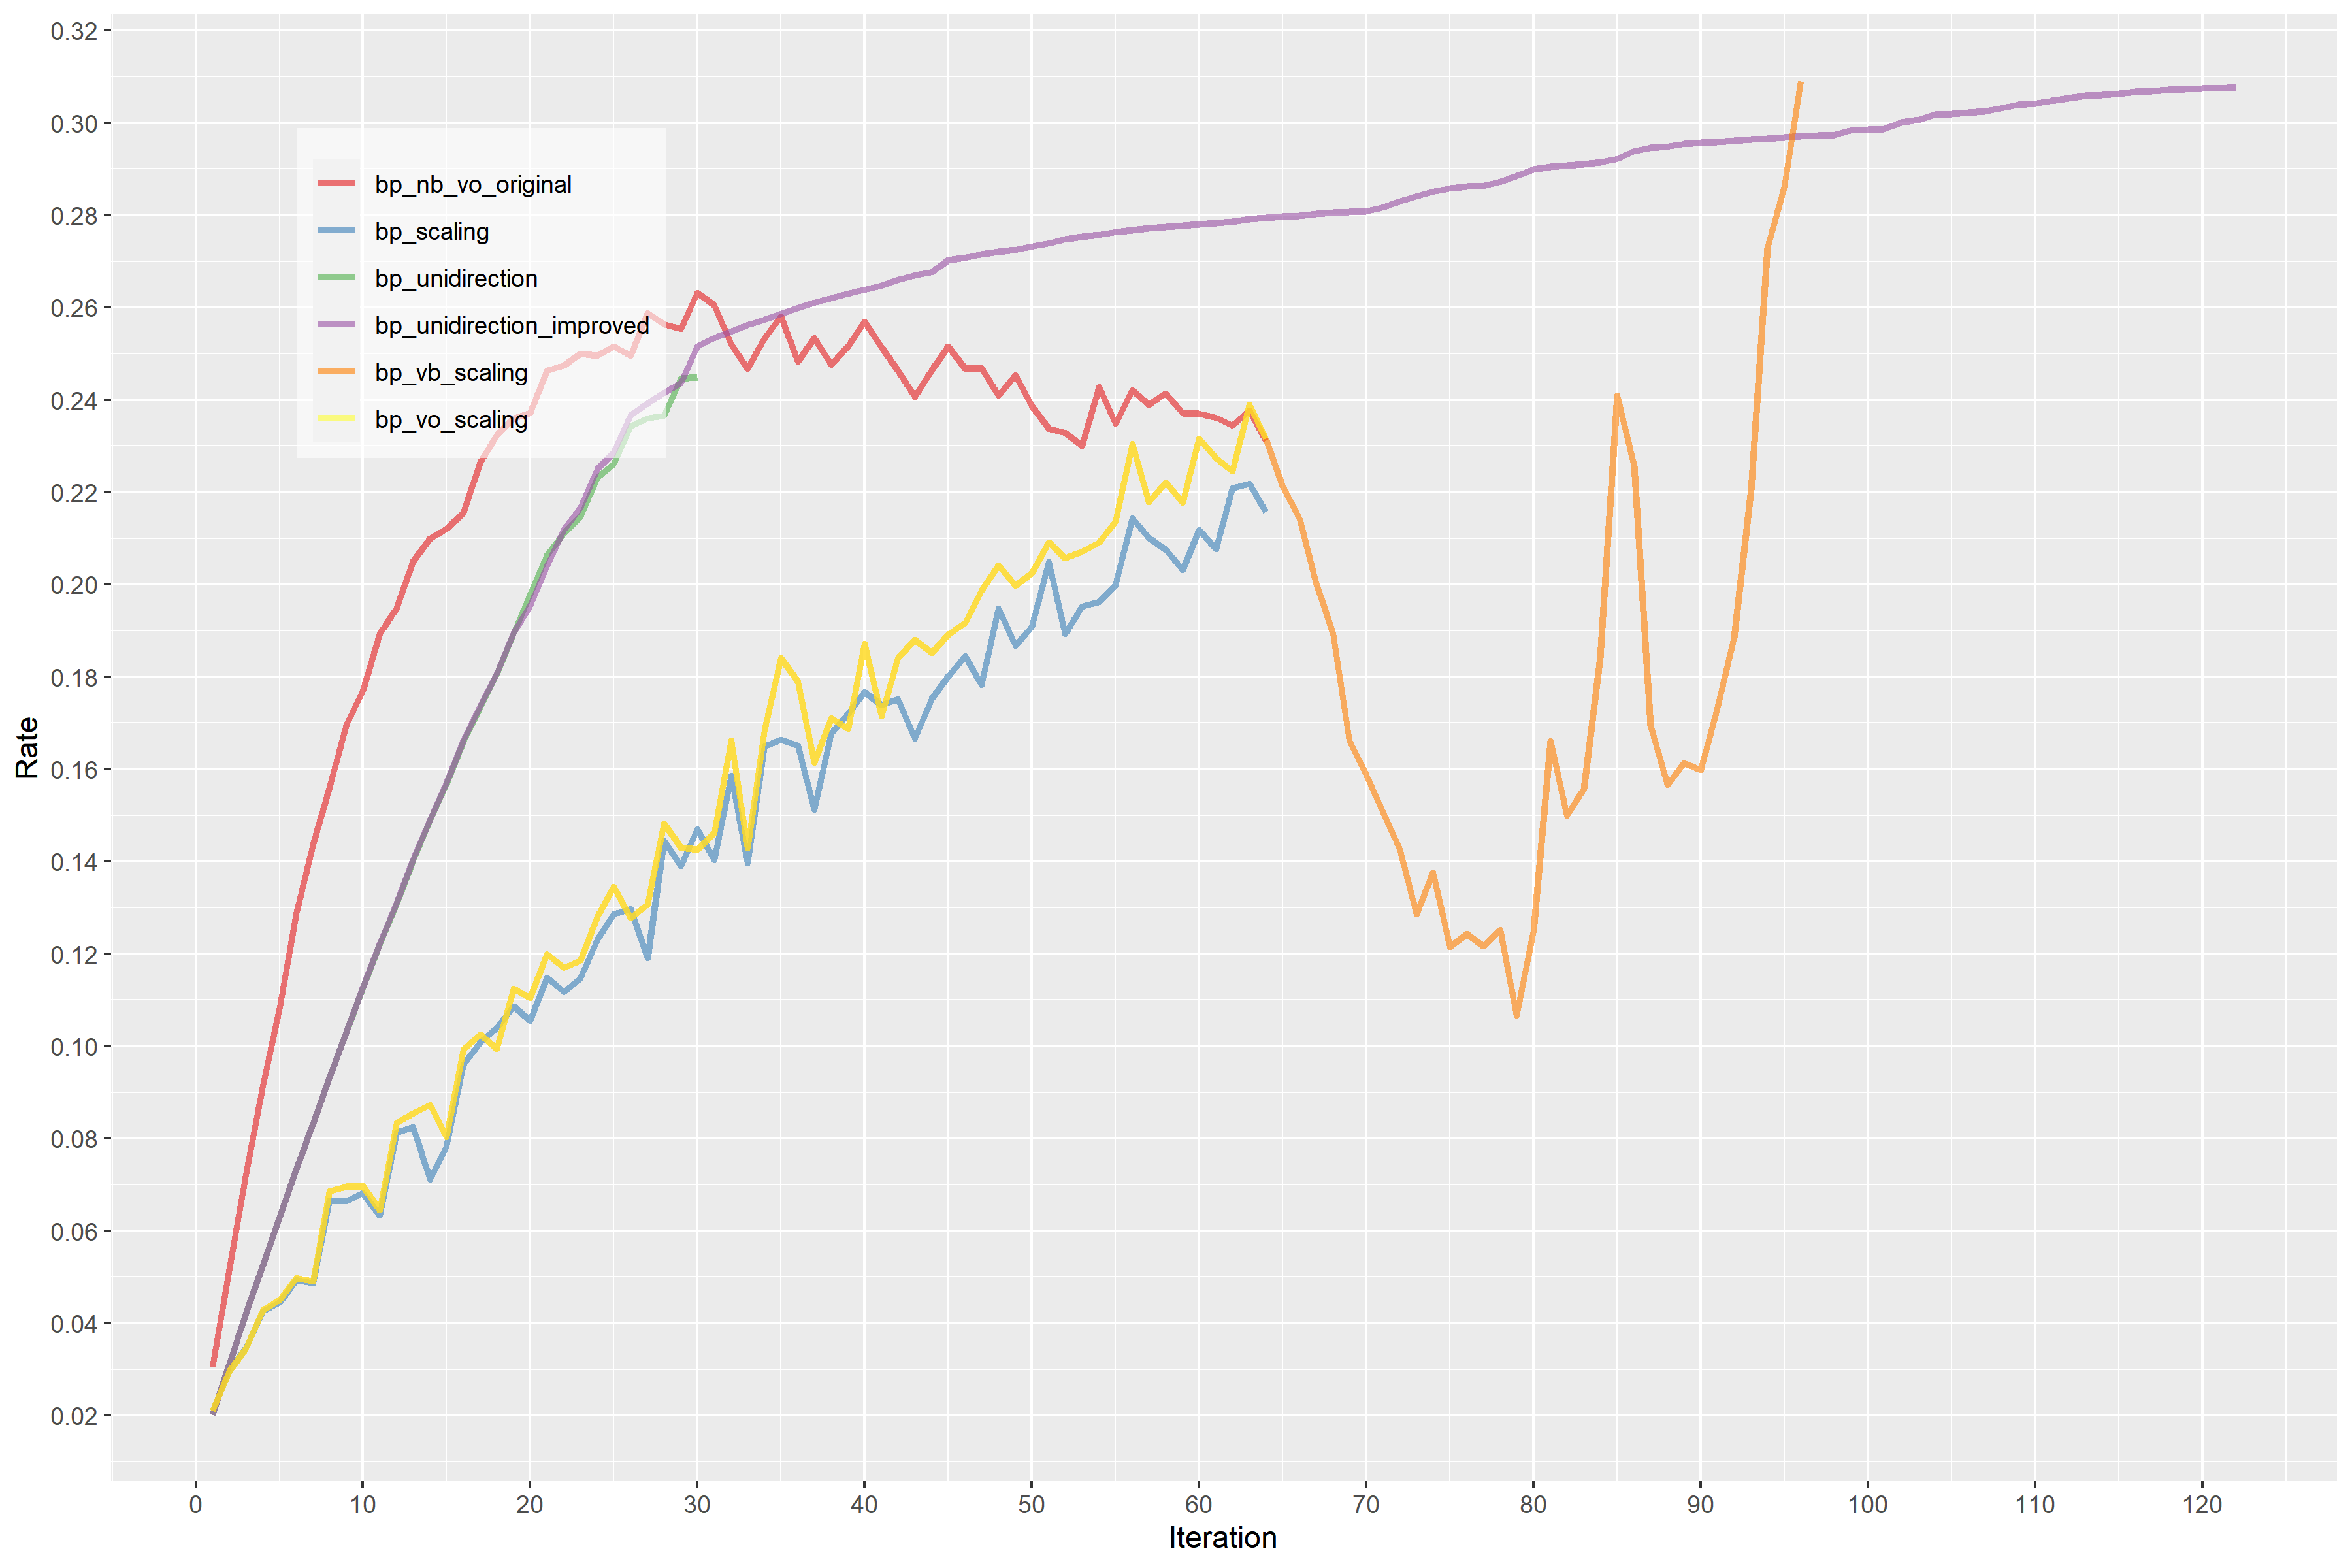 0.32
0.30
0.28
0.26
0.24
0.22
0.20
0.18
0.16
0.14
0.12
0.10
0.08
0.06
0.04
0.02
Rate
bp_nb_vo_original
bp_scaling
bp_unidirection
bp_unidirection_improved
bp_vb_scaling
bp_vo_scaling
0 10 20 30 40 50 60 70 80 90 100 110 120
Iteration